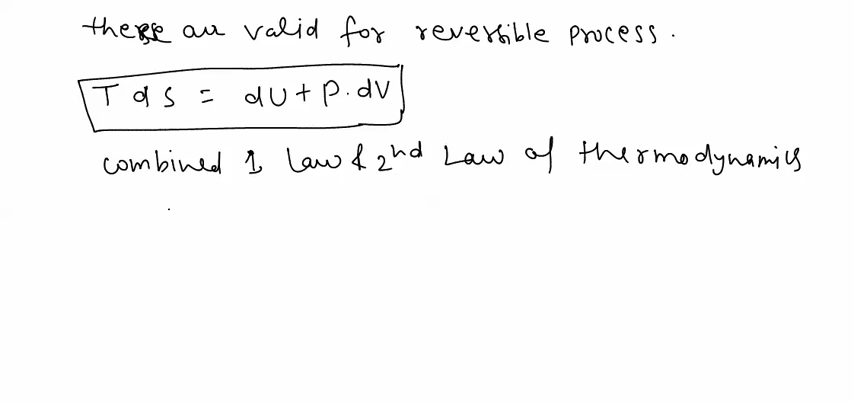 these are valid for reversible process.
T ds = dU + P.dV
combined 1 Law & 2nd Law of thermodynamics